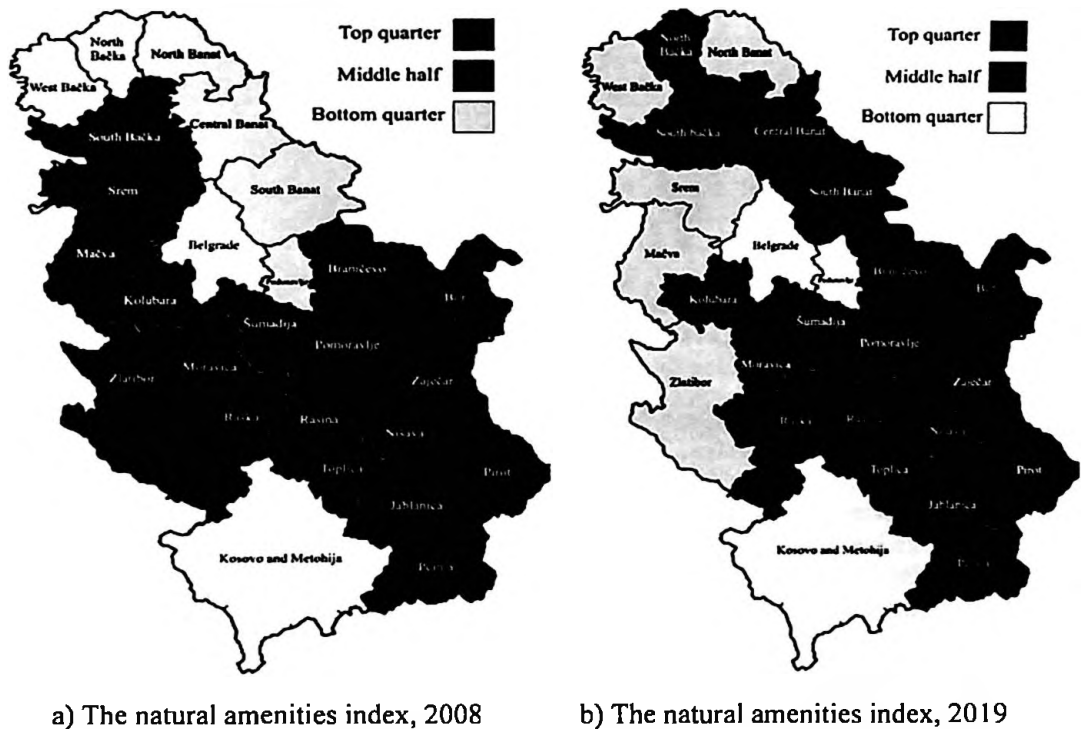 Top quarter
Middle half
Bottom quarter
North
Bačka
North Banat
West Bačka
Central Banat
South Bačka
Srem
South Banat
Mačva
Belgrade
Braničevo
Bor
Kolubara
Šumadija
Pomoravlje
Zlatibor
Moravica
Zaječar
Raška
Rasina
Nišava
Toplica
Pirot
Jablanica
Kosovo and Metohija
Pčinja
Top quarter
Middle half
Bottom quarter
North
Bačka
North Banat
West Bačka
South bačka
Central Banat
Srem
South Banat
Mačva
Belgrade
Braničevo
Bor
Kolubara
Šumadija
Pomoravlje
Moravica
Zlatibor
Zaječar
Raška
Nišava
Toplica
Pirot
Jablanica
Kosovo and Metohija
a) The natural amenities index, 2008
b) The natural amenities index, 2019